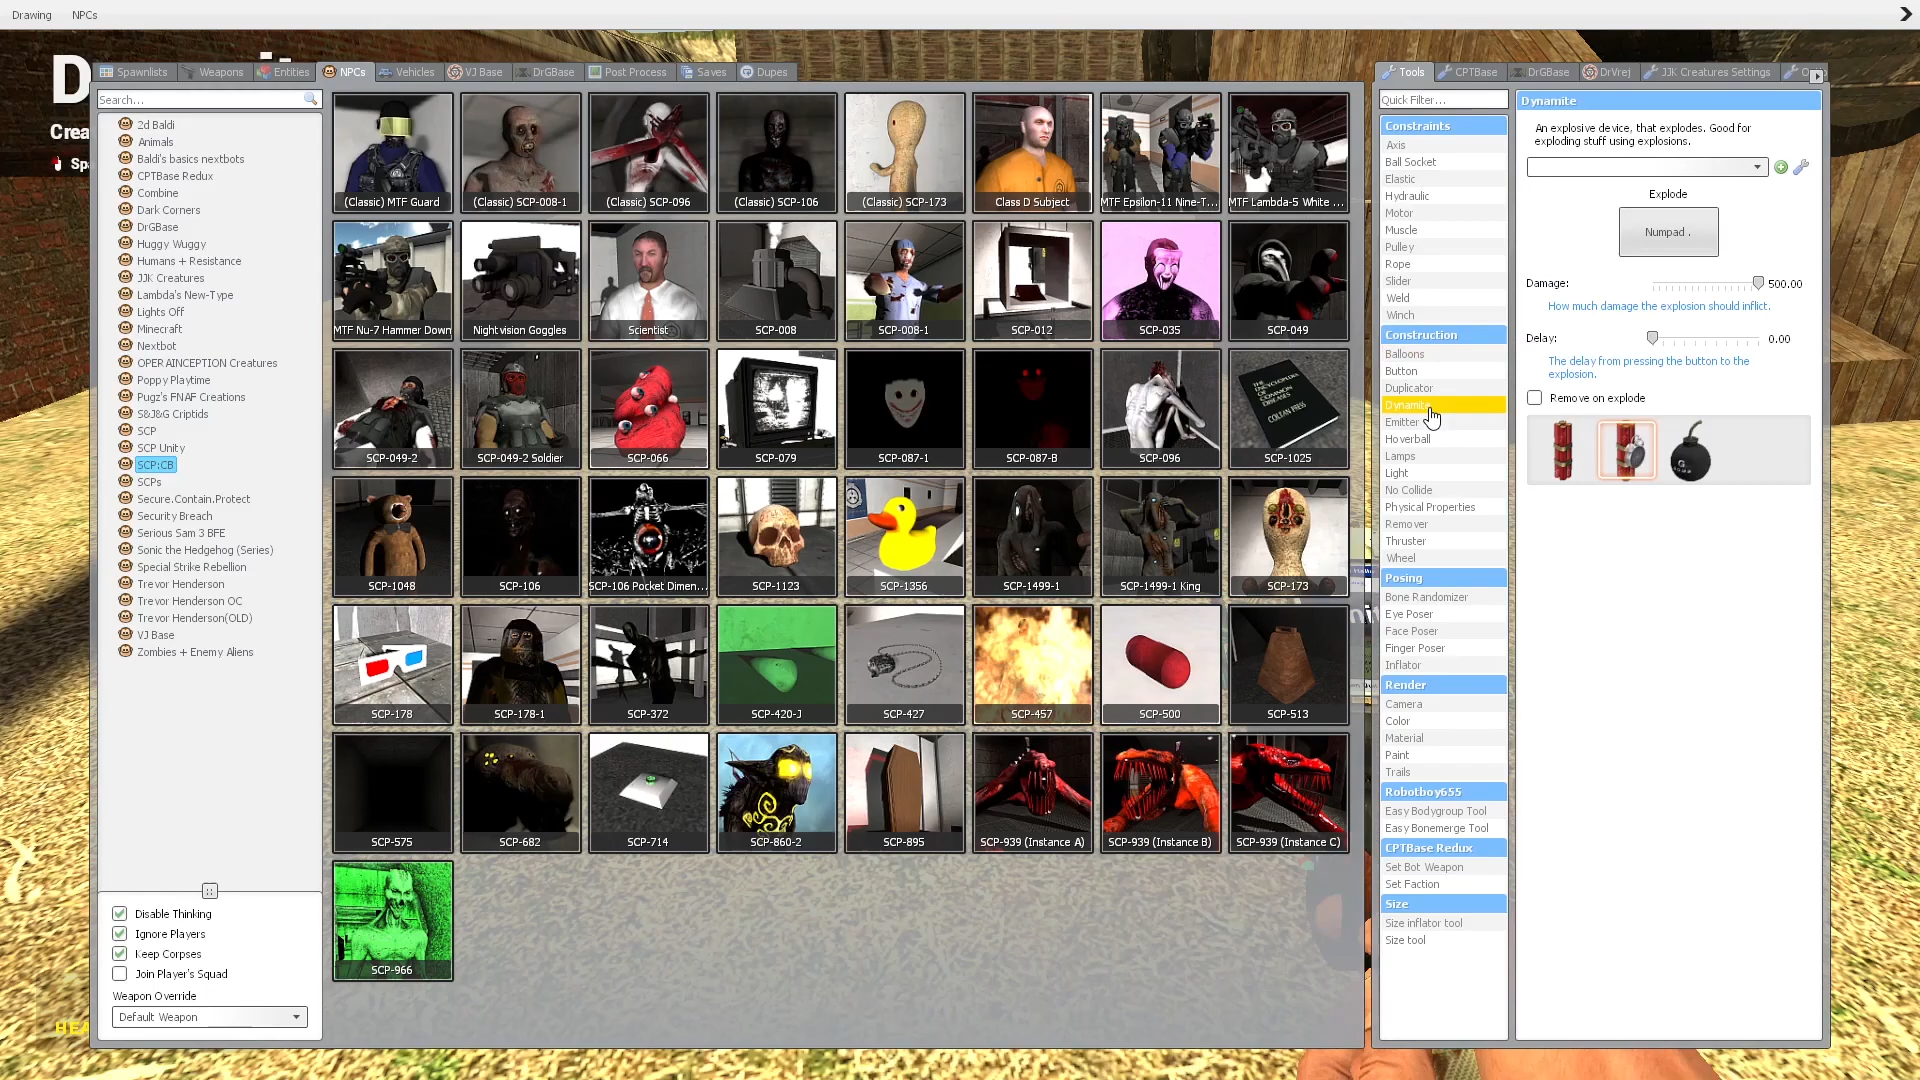 Drawing NPCs
Spawnlists Weapons Entities NPCs Vehicles VJ Base DrGBase Post Process Saves Dupes
Tools CPTBase DrGBase DrVrej JJK Creatures Settings
Search...
2d Baldi
Animals
Baldi's basics nextbots
CPTBase Redux
Combine
Dark Corners
DrGBase
Huggy Wuggy
Humans + Resistance
JJK Creatures
Lambda's New-Type
Lights Off
Minecraft
Nextbot
OPERAINCEPTION Creatures
Poppy Playtime
Pugz's FNAF Creations
S&J&G Criptids
SCP
SCP Unity
SCP:CB
SCPs
Secure.Contain.Protect
Security Breach
Serious Sam 3 BFE
Sonic the Hedgehog (Series)
Special Strike Rebellion
Trevor Henderson
Trevor Henderson OC
Trevor Henderson(OLD)
VJ Base
Zombies + Enemy Aliens
Disable Thinking
Ignore Players
Keep Corpses
Join Player's Squad
Weapon Override
Default Weapon
(Classic) MTF Guard (Classic) SCP-008-1 (Classic) SCP-096 (Classic) SCP-106 (Classic) SCP-173 Class D Subject MTF Epsilon-11 Nine-T... MTF Lambda-5 White ...
MTF Nu-7 Hammer Down Nightvision Goggles Scientist SCP-008 SCP-008-1 SCP-012 SCP-035 SCP-049
THE ENCYCLOPEDIA OF COMMON DISEASES
COLTAN PRESS
SCP-049-2 SCP-049-2 Soldier SCP-066 SCP-079 SCP-087-1 SCP-087-B SCP-096 SCP-1025
SCP-1048 SCP-106 SCP-106 Pocket Dimen... SCP-1123 SCP-1356 SCP-1499-1 SCP-1499-1 King SCP-173
SCP-178 SCP-178-1 SCP-372 SCP-420-J SCP-427 SCP-457 SCP-500 SCP-513
SCP-575 SCP-682 SCP-714 SCP-860-2 SCP-895 SCP-939 (Instance A) SCP-939 (Instance B) SCP-939 (Instance C)
SCP-966
Quick Filter...
Constraints
Axis
Ball Socket
Elastic
Hydraulic
Motor
Muscle
Pulley
Rope
Slider
Weld
Winch
Construction
Balloons
Button
Duplicator
Dynamite
Emitter
Hoverball
Lamps
Light
No Collide
Physical Properties
Remover
Thruster
Wheel
Posing
Bone Randomizer
Eye Poser
Face Poser
Finger Poser
Inflator
Render
Camera
Color
Material
Paint
Trails
Robotboy655
Easy Bodygroup Tool
Easy Bonemerge Tool
CPTBase Redux
Set Bot Weapon
Set Faction
Size
Size inflator tool
Size tool
Dynamite
An explosive device, that explodes. Good for
exploding stuff using explosions.
Explode
Numpad .
Damage: 500.00
How much damage the explosion should inflict.
Delay: 0.00
The delay from pressing the button to the
explosion.
Remove on explode